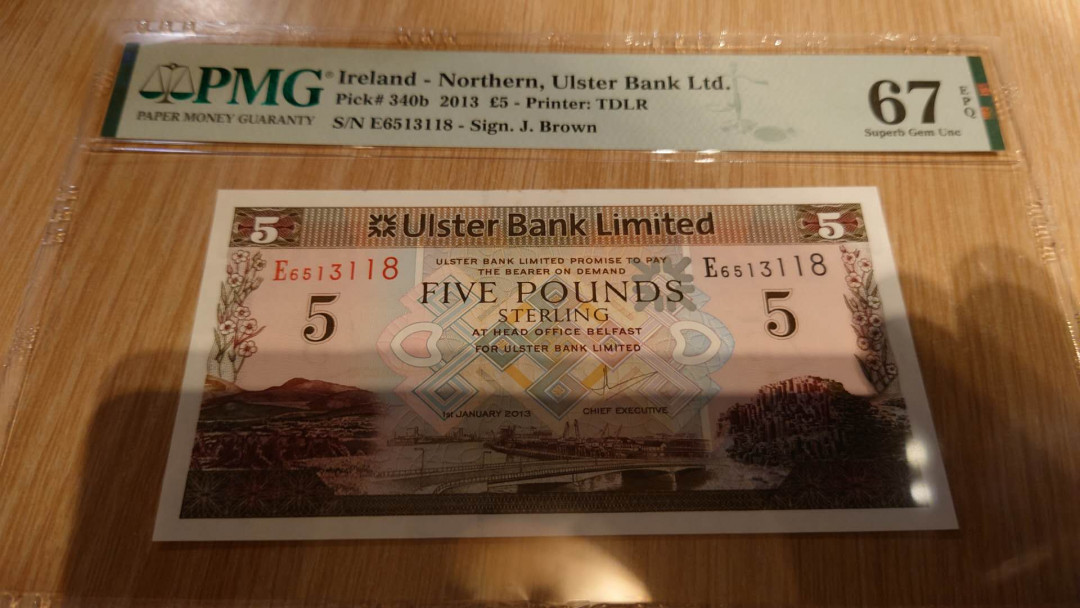 PMG®
PAPER MONEY GUARANTY
Ireland - Northern, Ulster Bank Ltd.
Pick# 340b 2013 £5 - Printer: TDLR
S/N E6513118 - Sign. J. Brown
67
EPQ
Superb Gem Unc
5
Ulster Bank Limited
5
E6513118
ULSTER BANK LIMITED PROMISE TO PAY
THE BEARER ON DEMAND
E6513118
5
FIVE POUNDS
5
STERLING
AT HEAD OFFICE BELFAST
FOR ULSTER BANK LIMITED
1st JANUARY 2013
CHIEF EXECUTIVE